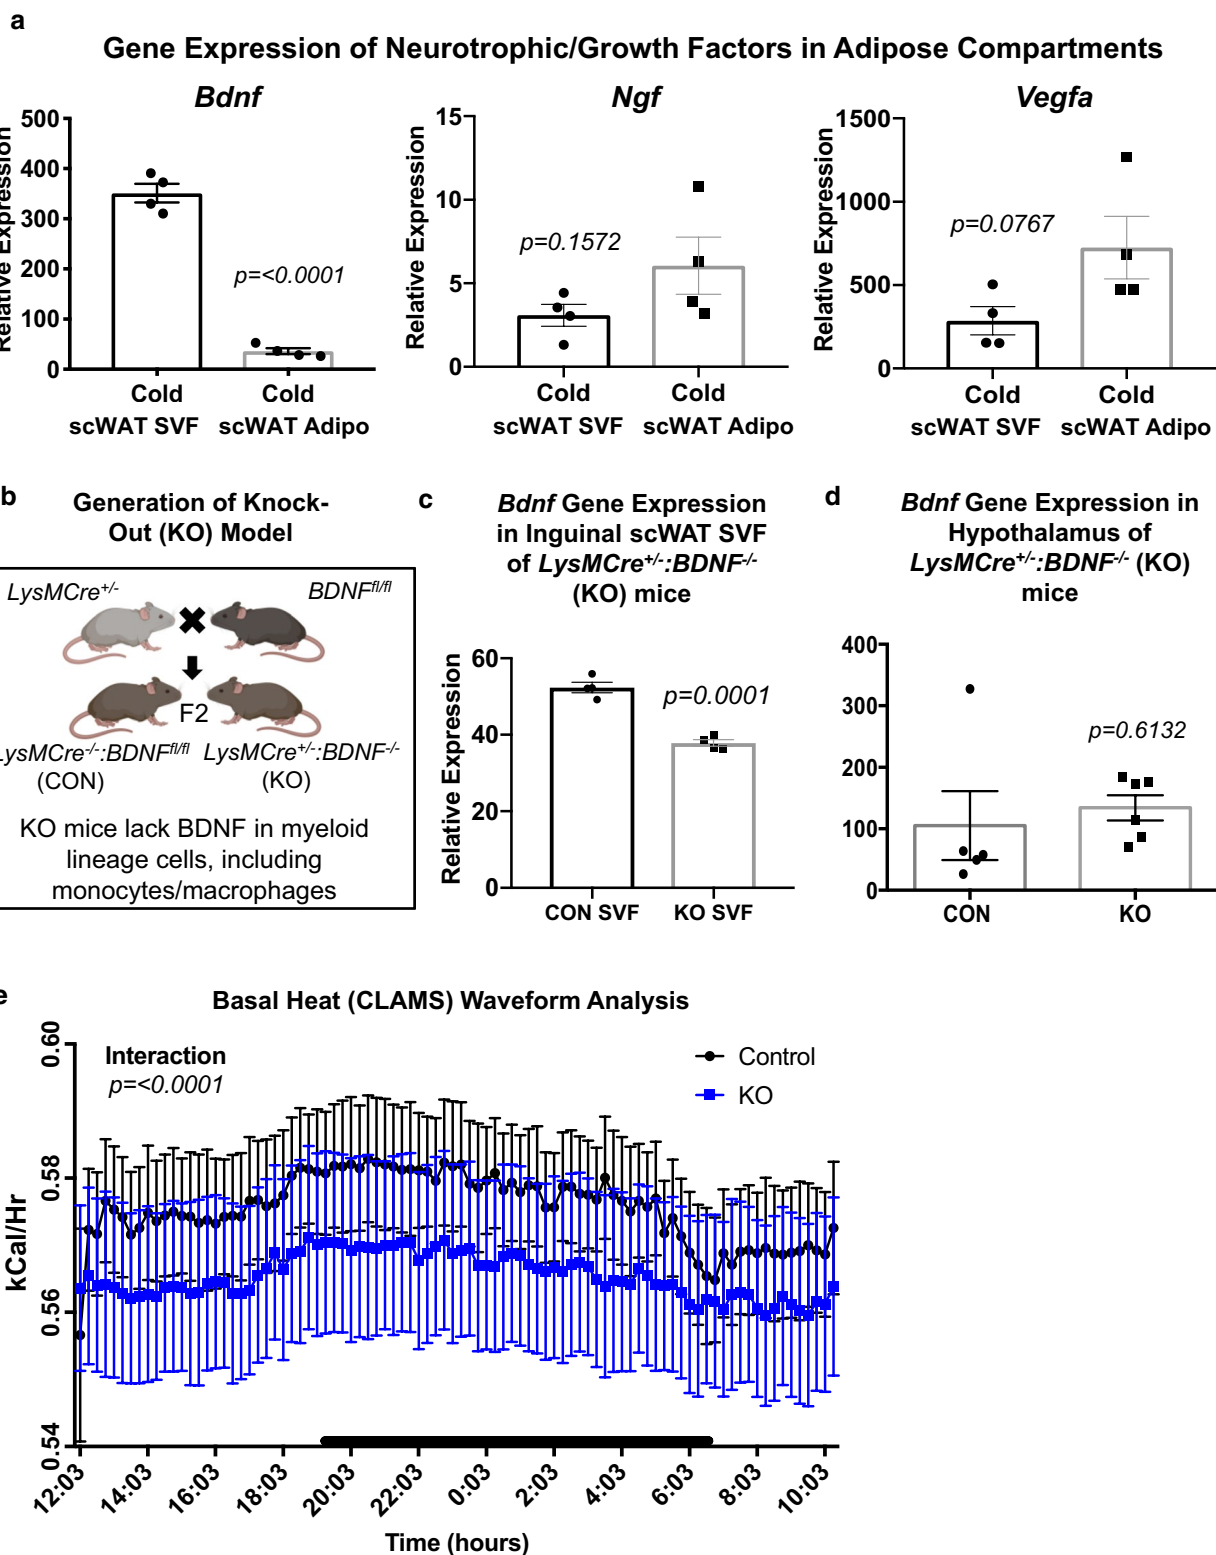 a
Gene Expression of Neurotrophic/Growth Factors in Adipose Compartments
Bdnf
Relative Expression
500
400
300
200
100
0
p=<0.0001
Cold
scWAT SVF
Cold
scWAT Adipo
Ngf
Relative Expression
15
10
5
0
p=0.1572
Cold
scWAT SVF
Cold
scWAT Adipo
Vegfa
Relative Expression
1500
1000
500
0
p=0.0767
Cold
scWAT SVF
Cold
scWAT Adipo
b
Generation of Knock-
Out (KO) Model
LysMCre+/-
BDNFfl/fl
F2
LysMCre-/-:BDNFfl/fl
(CON)
LysMCre+/-:BDNF-/-
(KO)
KO mice lack BDNF in myeloid
lineage cells, including
monocytes/macrophages
c
Bdnf Gene Expression
in Inguinal scWAT SVF
of LysMCre+/-:BDNF-/-
(KO) mice
Relative Expression
60
40
20
0
p=0.0001
CON SVF
KO SVF
d
Bdnf Gene Expression in
Hypothalamus of
LysMCre+/-:BDNF-/- (KO)
mice
400
300
200
100
0
p=0.6132
CON
KO
e
Basal Heat (CLAMS) Waveform Analysis
Interaction
p=<0.0001
Control
KO
kCal/Hr
0.60
0.58
0.56
0.54
12:03
14:03
16:03
18:03
20:03
22:03
0:03
2:03
4:03
6:03
8:03
10:03
Time (hours)